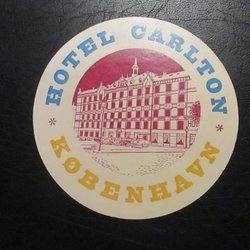 HOTEL CARLTON
* KØBENHAVN *